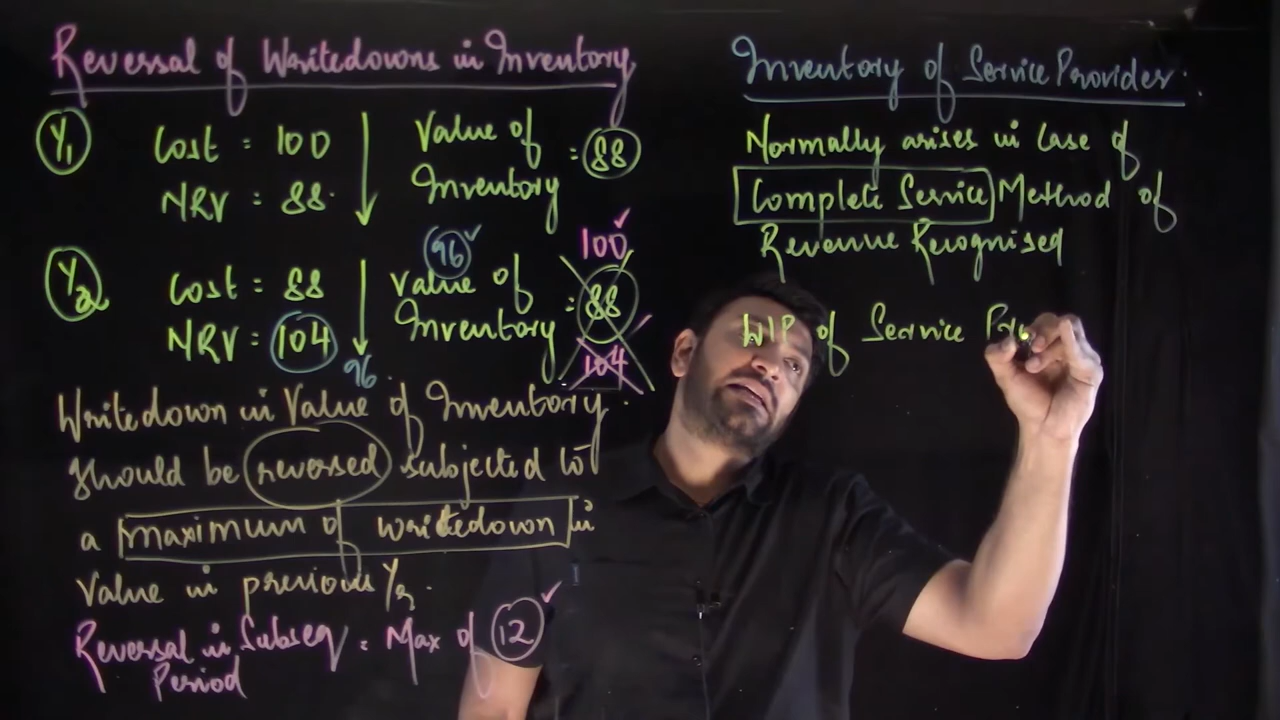 Reversal of Writedowns in Inventory
Y1 Cost = 100 Value of Inventory = 88
NRV = 88.
Y2 Cost = 88 96 Value of Inventory = 100 88 104
NRV = 104 96
Writedown in Value of Inventory.
should be reversed subjected to
a maximum of writedown in
value in previous Yr.
Reversal in Subseq Period = Max of 12
Inventory of Service Provider.
Normally arises in case of
Complete Service Method of
Revenue Recognised
WIP of Service Pro